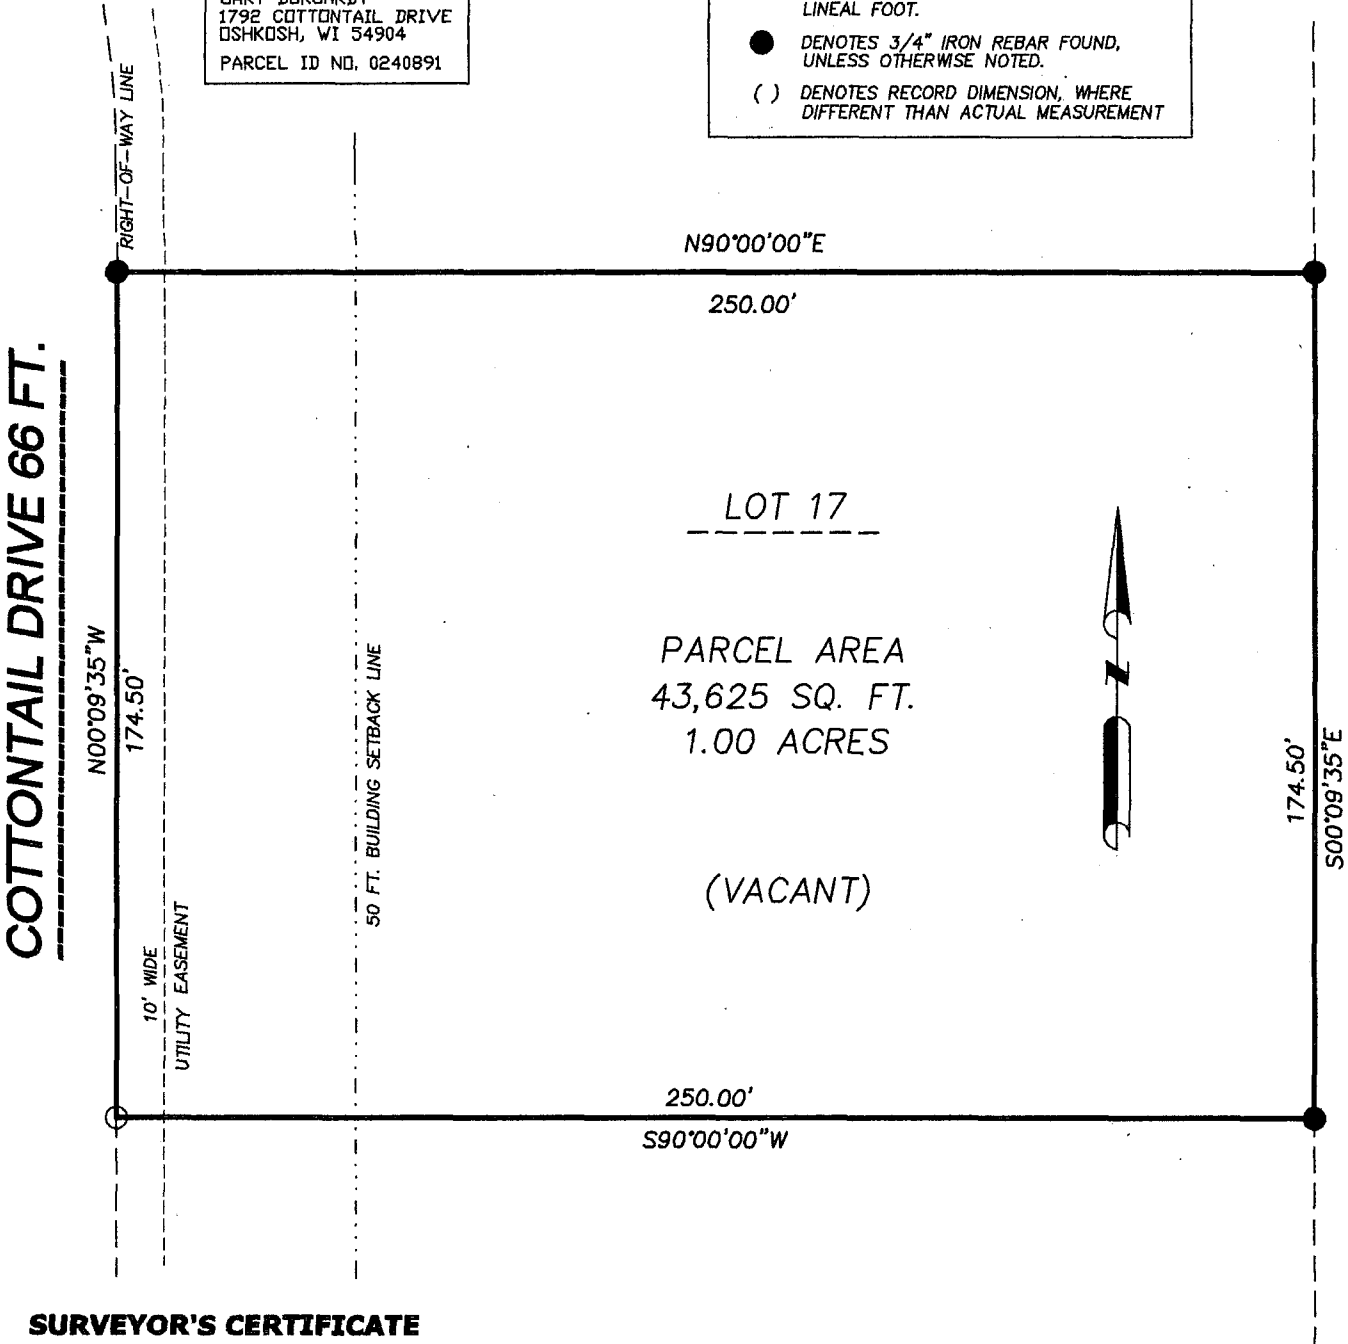 1792 COTTONTAIL DRIVE
OSHKOSH, WI 54904
PARCEL ID NO. 0240891
LINEAL FOOT.
DENOTES 3/4" IRON REBAR FOUND,
UNLESS OTHERWISE NOTED.
( ) DENOTES RECORD DIMENSION, WHERE
DIFFERENT THAN ACTUAL MEASUREMENT
RIGHT-OF-WAY LINE
N90°00'00"E
250.00'
COTTONTAIL DRIVE 66 FT.
N00°09'35"W
174.50'
LOT 17
PARCEL AREA
43,625 SQ. FT.
1.00 ACRES
(VACANT)
N
50 FT. BUILDING SETBACK LINE
174.50'
S00°09'35"E
10' WIDE
UTILITY EASEMENT
250.00'
S90°00'00"W
SURVEYOR'S CERTIFICATE